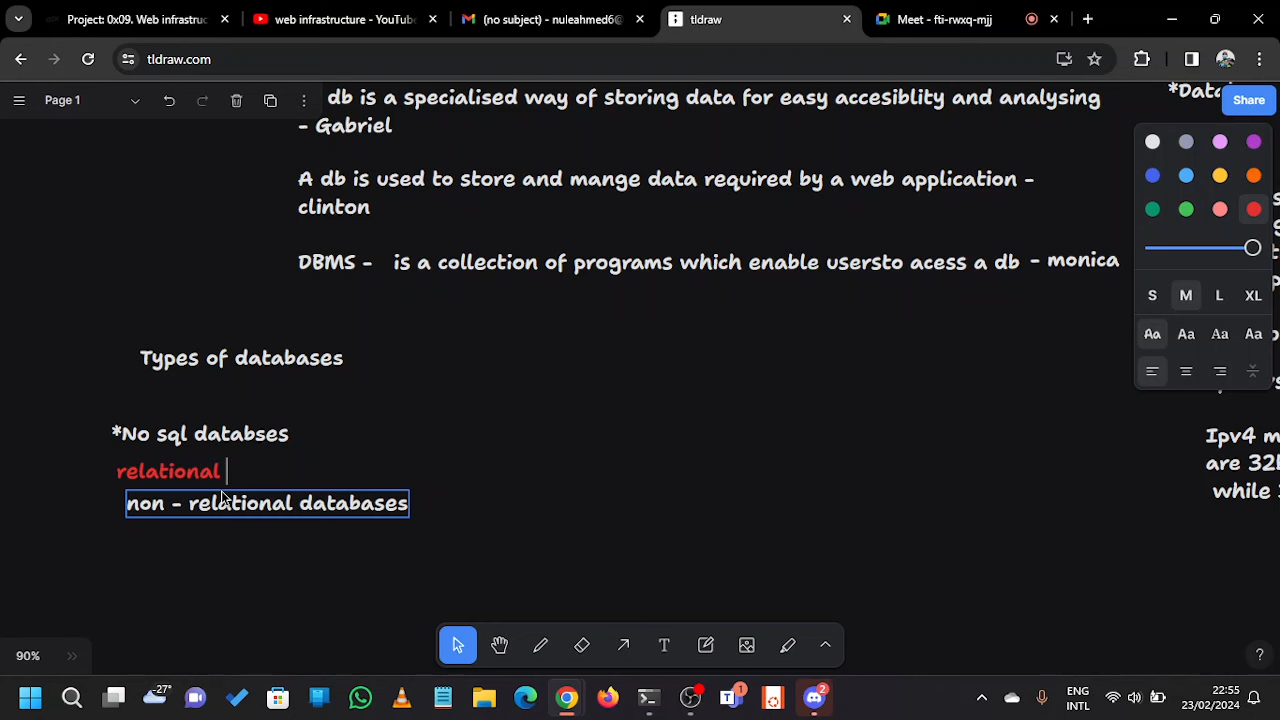 Project: 0x09. Web infrastruc
web infrastructure - YouTube
(no subject) - nuleahmed6@
tldraw
Meet - fti-rwxq-mjj
tldraw.com
Page 1
db is a specialised way of storing data for easy accesiblity and analysing
- Gabriel
*Data
Share
A db is used to store and mange data required by a web application -
clinton
DBMS - is a collection of programs which enable usersto acess a db - monica
S M L XL
Aa Aa Aa Aa
Types of databases
*No sql databses
relational
non - relational databases
Ipv4 m
are 32
while
T
90%
?
-27°
1
2
ENG
INTL
22:55
23/02/2024